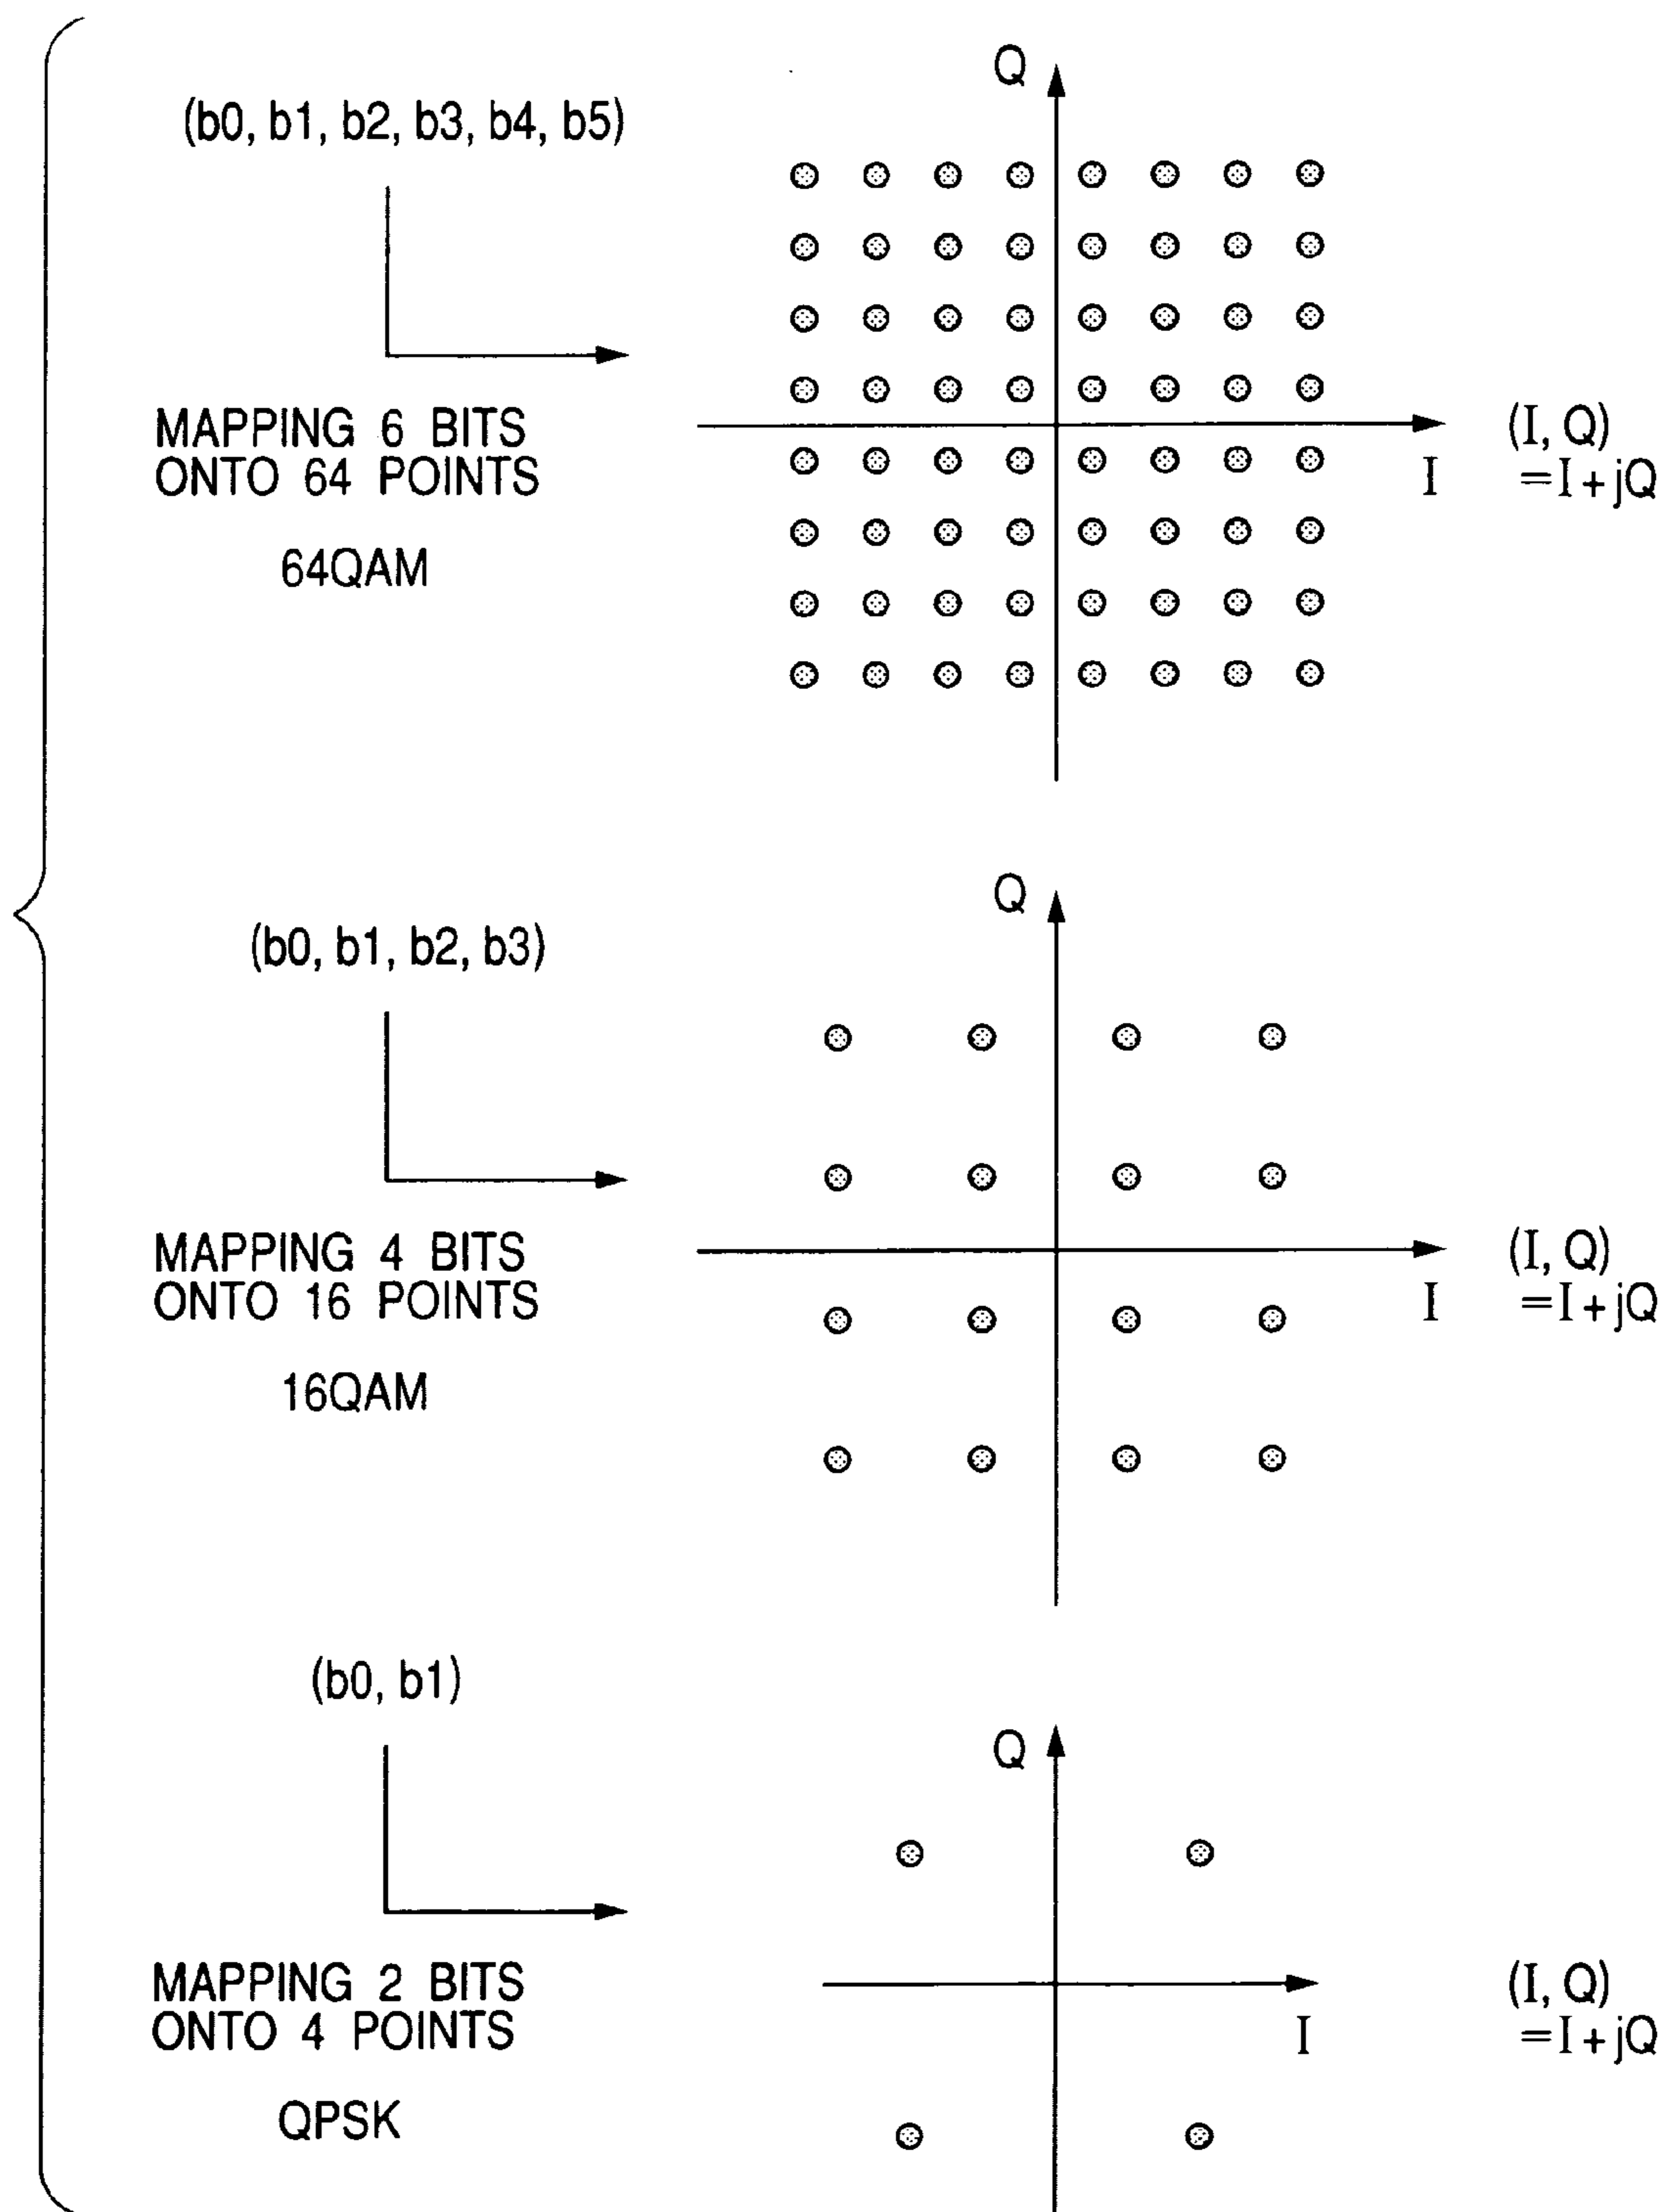 Q
(b0, b1, b2, b3, b4, b5)
MAPPING 6 BITS
ONTO 64 POINTS
64QAM
I
(I, Q)
=I+jQ
Q
(b0, b1, b2, b3)
MAPPING 4 BITS
ONTO 16 POINTS
16QAM
I
(I, Q)
=I+jQ
(b0, b1)
Q
MAPPING 2 BITS
ONTO 4 POINTS
QPSK
I
(I, Q)
=I+jQ